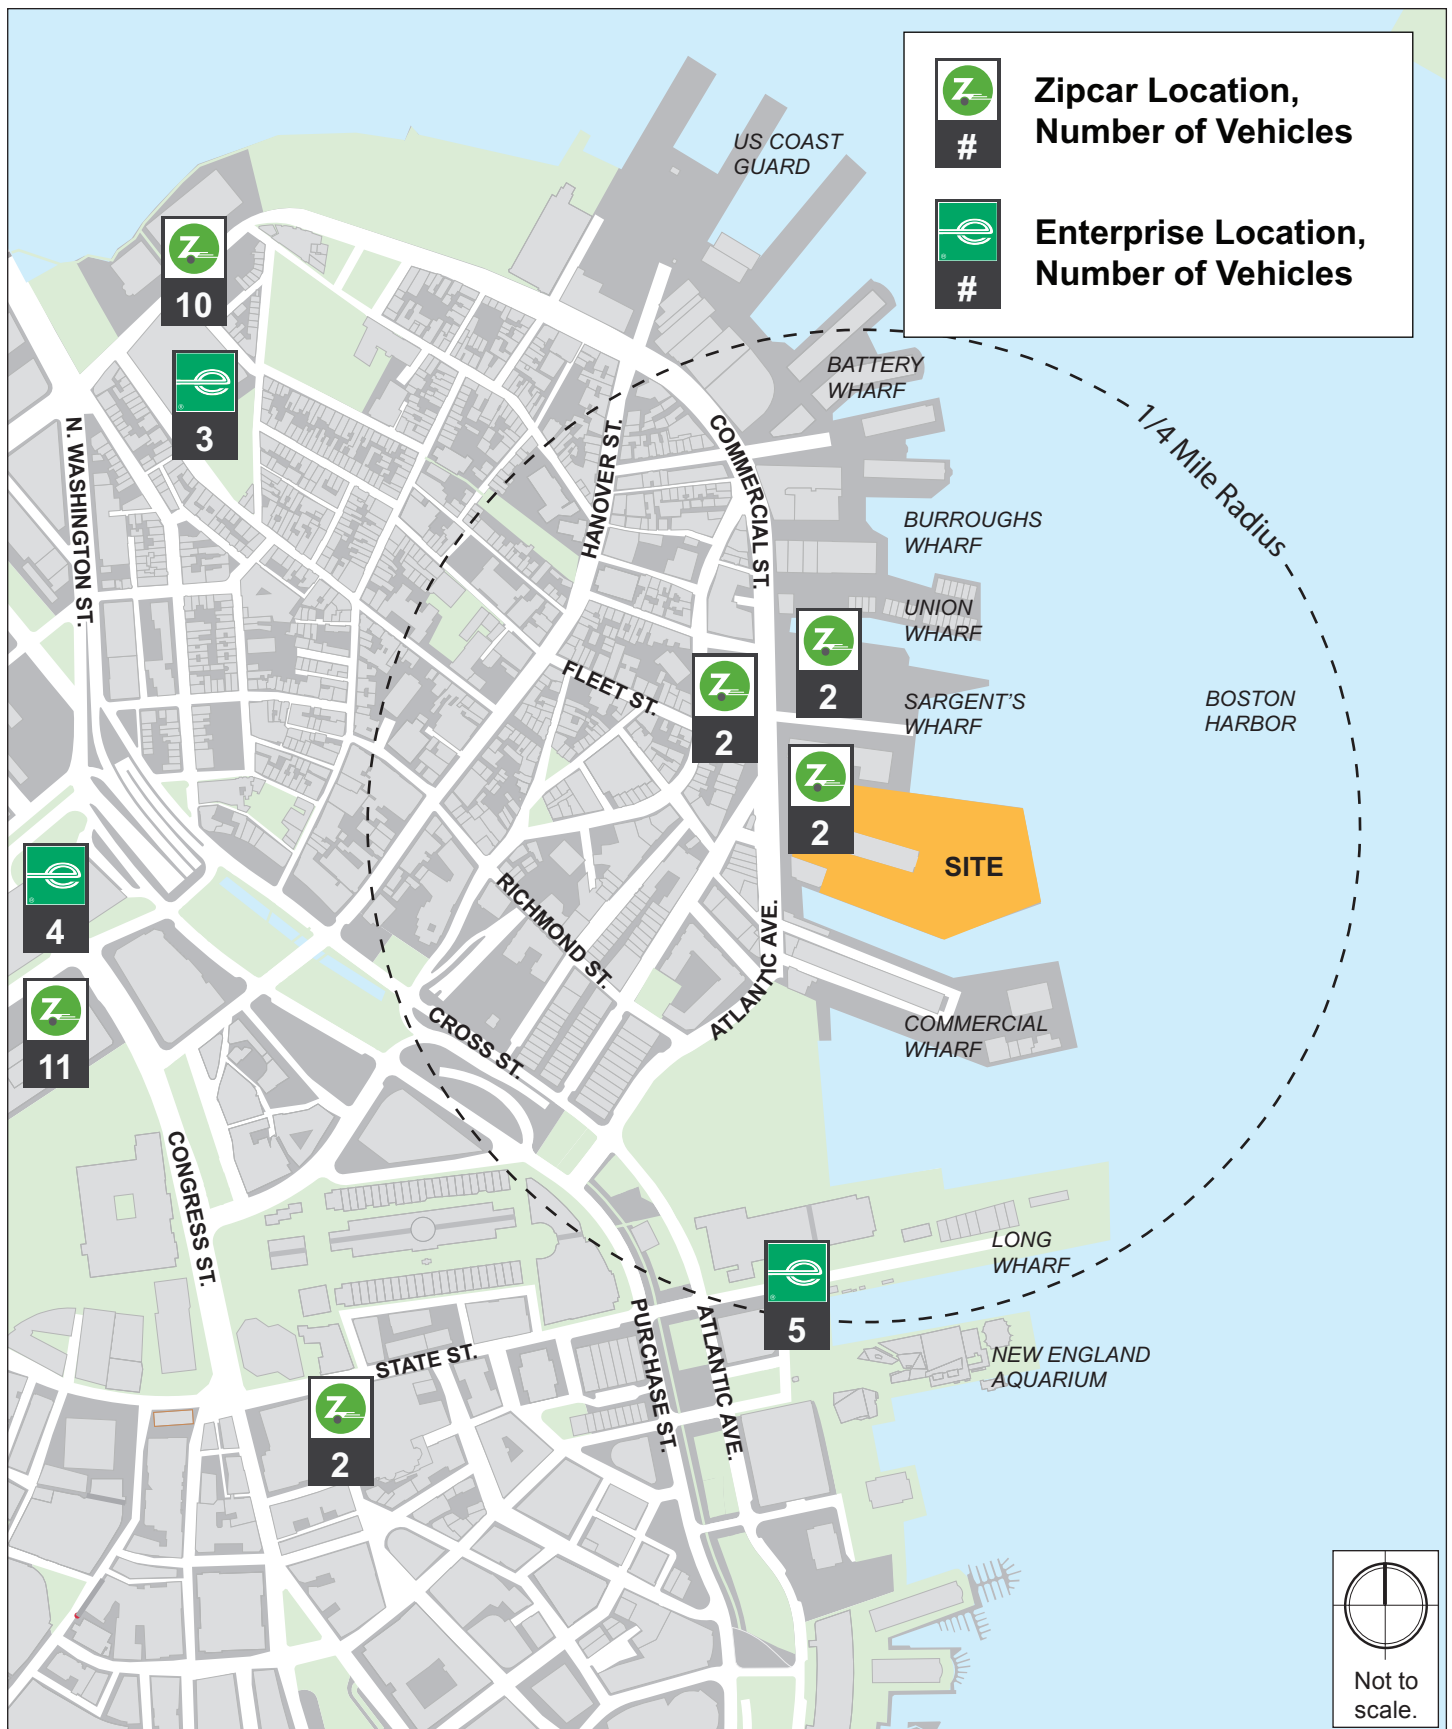 Zipcar Location,
Number of Vehicles
#
Enterprise Location,
Number of Vehicles
#
US COAST
GUARD
10
3
BATTERY
WHARF
1/4 Mile Radius
N. WASHINGTON ST.
HANOVER ST.
COMMERCIAL ST.
BURROUGHS
WHARF
UNION
WHARF
2
FLEET ST.
2
SARGENT'S
WHARF
BOSTON
HARBOR
2
SITE
4
RICHMOND ST.
ATLANTIC AVE.
11
CROSS ST.
COMMERCIAL
WHARF
CONGRESS ST.
LONG
WHARF
5
PURCHASE ST.
ATLANTIC AVE.
STATE ST.
NEW ENGLAND
AQUARIUM
2
Not to
scale.